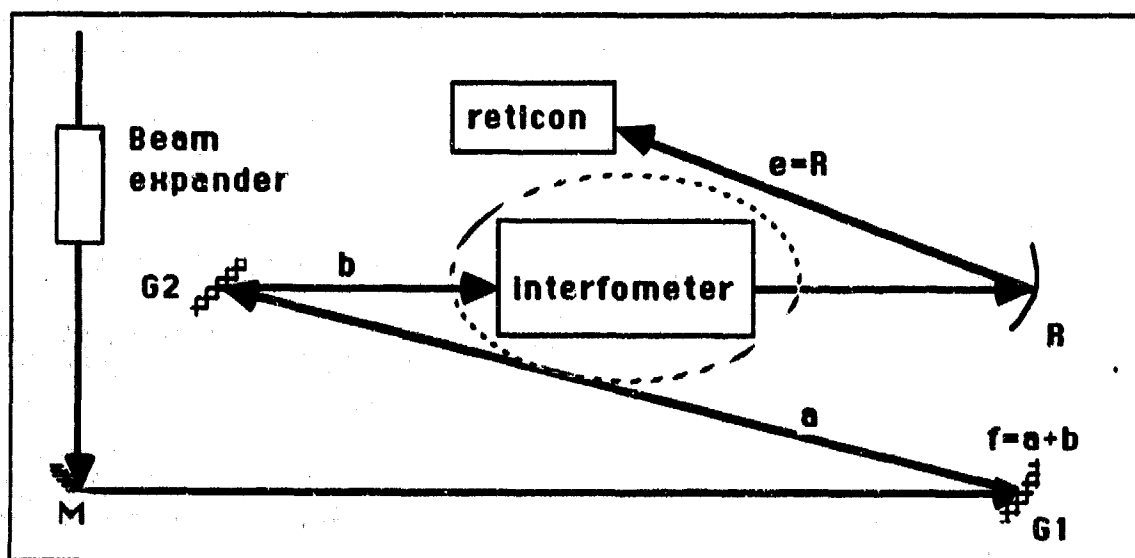 Beam
expander
reticon
e=R
G2
b
Interfometer
R
a
f=a+b
M
G1